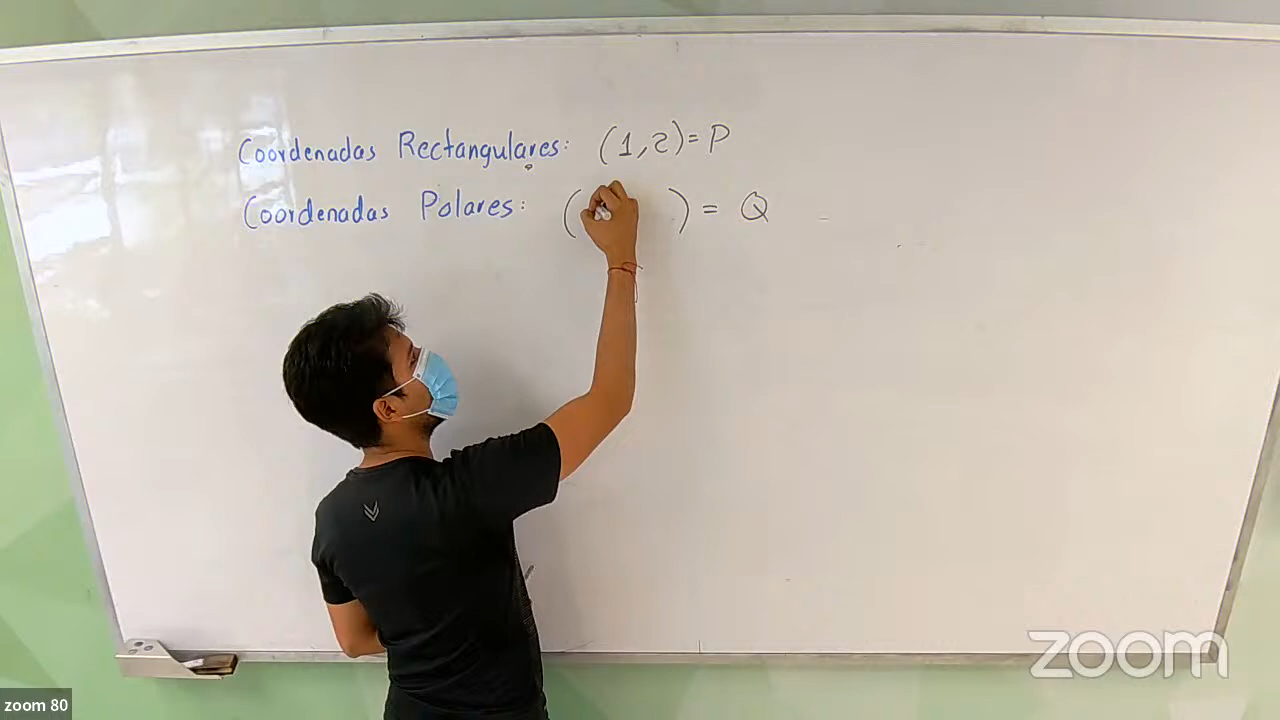 Coordenadas Rectangulares: (1,2)=P
Coordenadas Polares: ( ) = Q
zoom
zoom 80